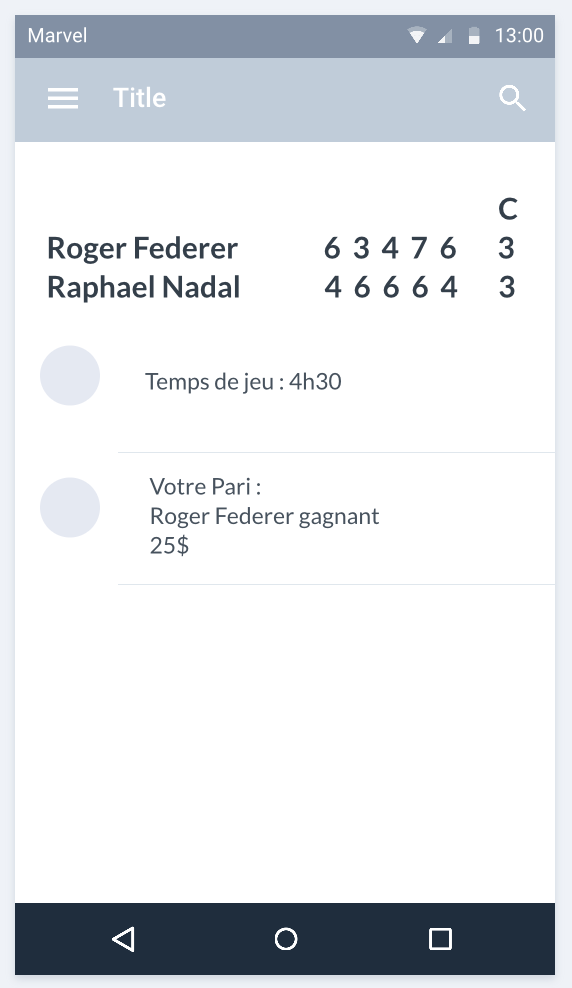 Marvel 13:00
Title
C
Roger Federer 6 3 4 7 6 3
Raphael Nadal 4 6 6 6 4 3
Temps de jeu : 4h30
Votre Pari :
Roger Federer gagnant
25$